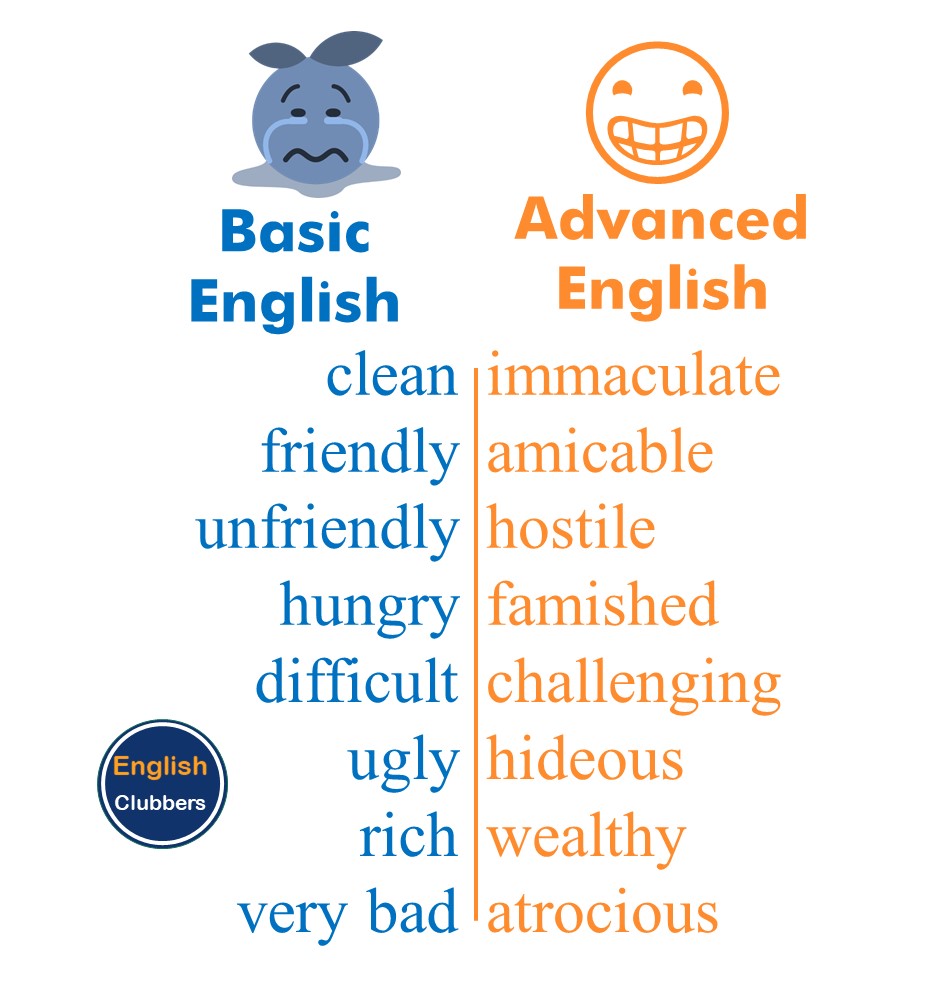 Basic
English
Advanced
English
clean immaculate
friendly amicable
unfriendly hostile
hungry famished
difficult challenging
ugly hideous
rich wealthy
very bad atrocious
English
Clubbers